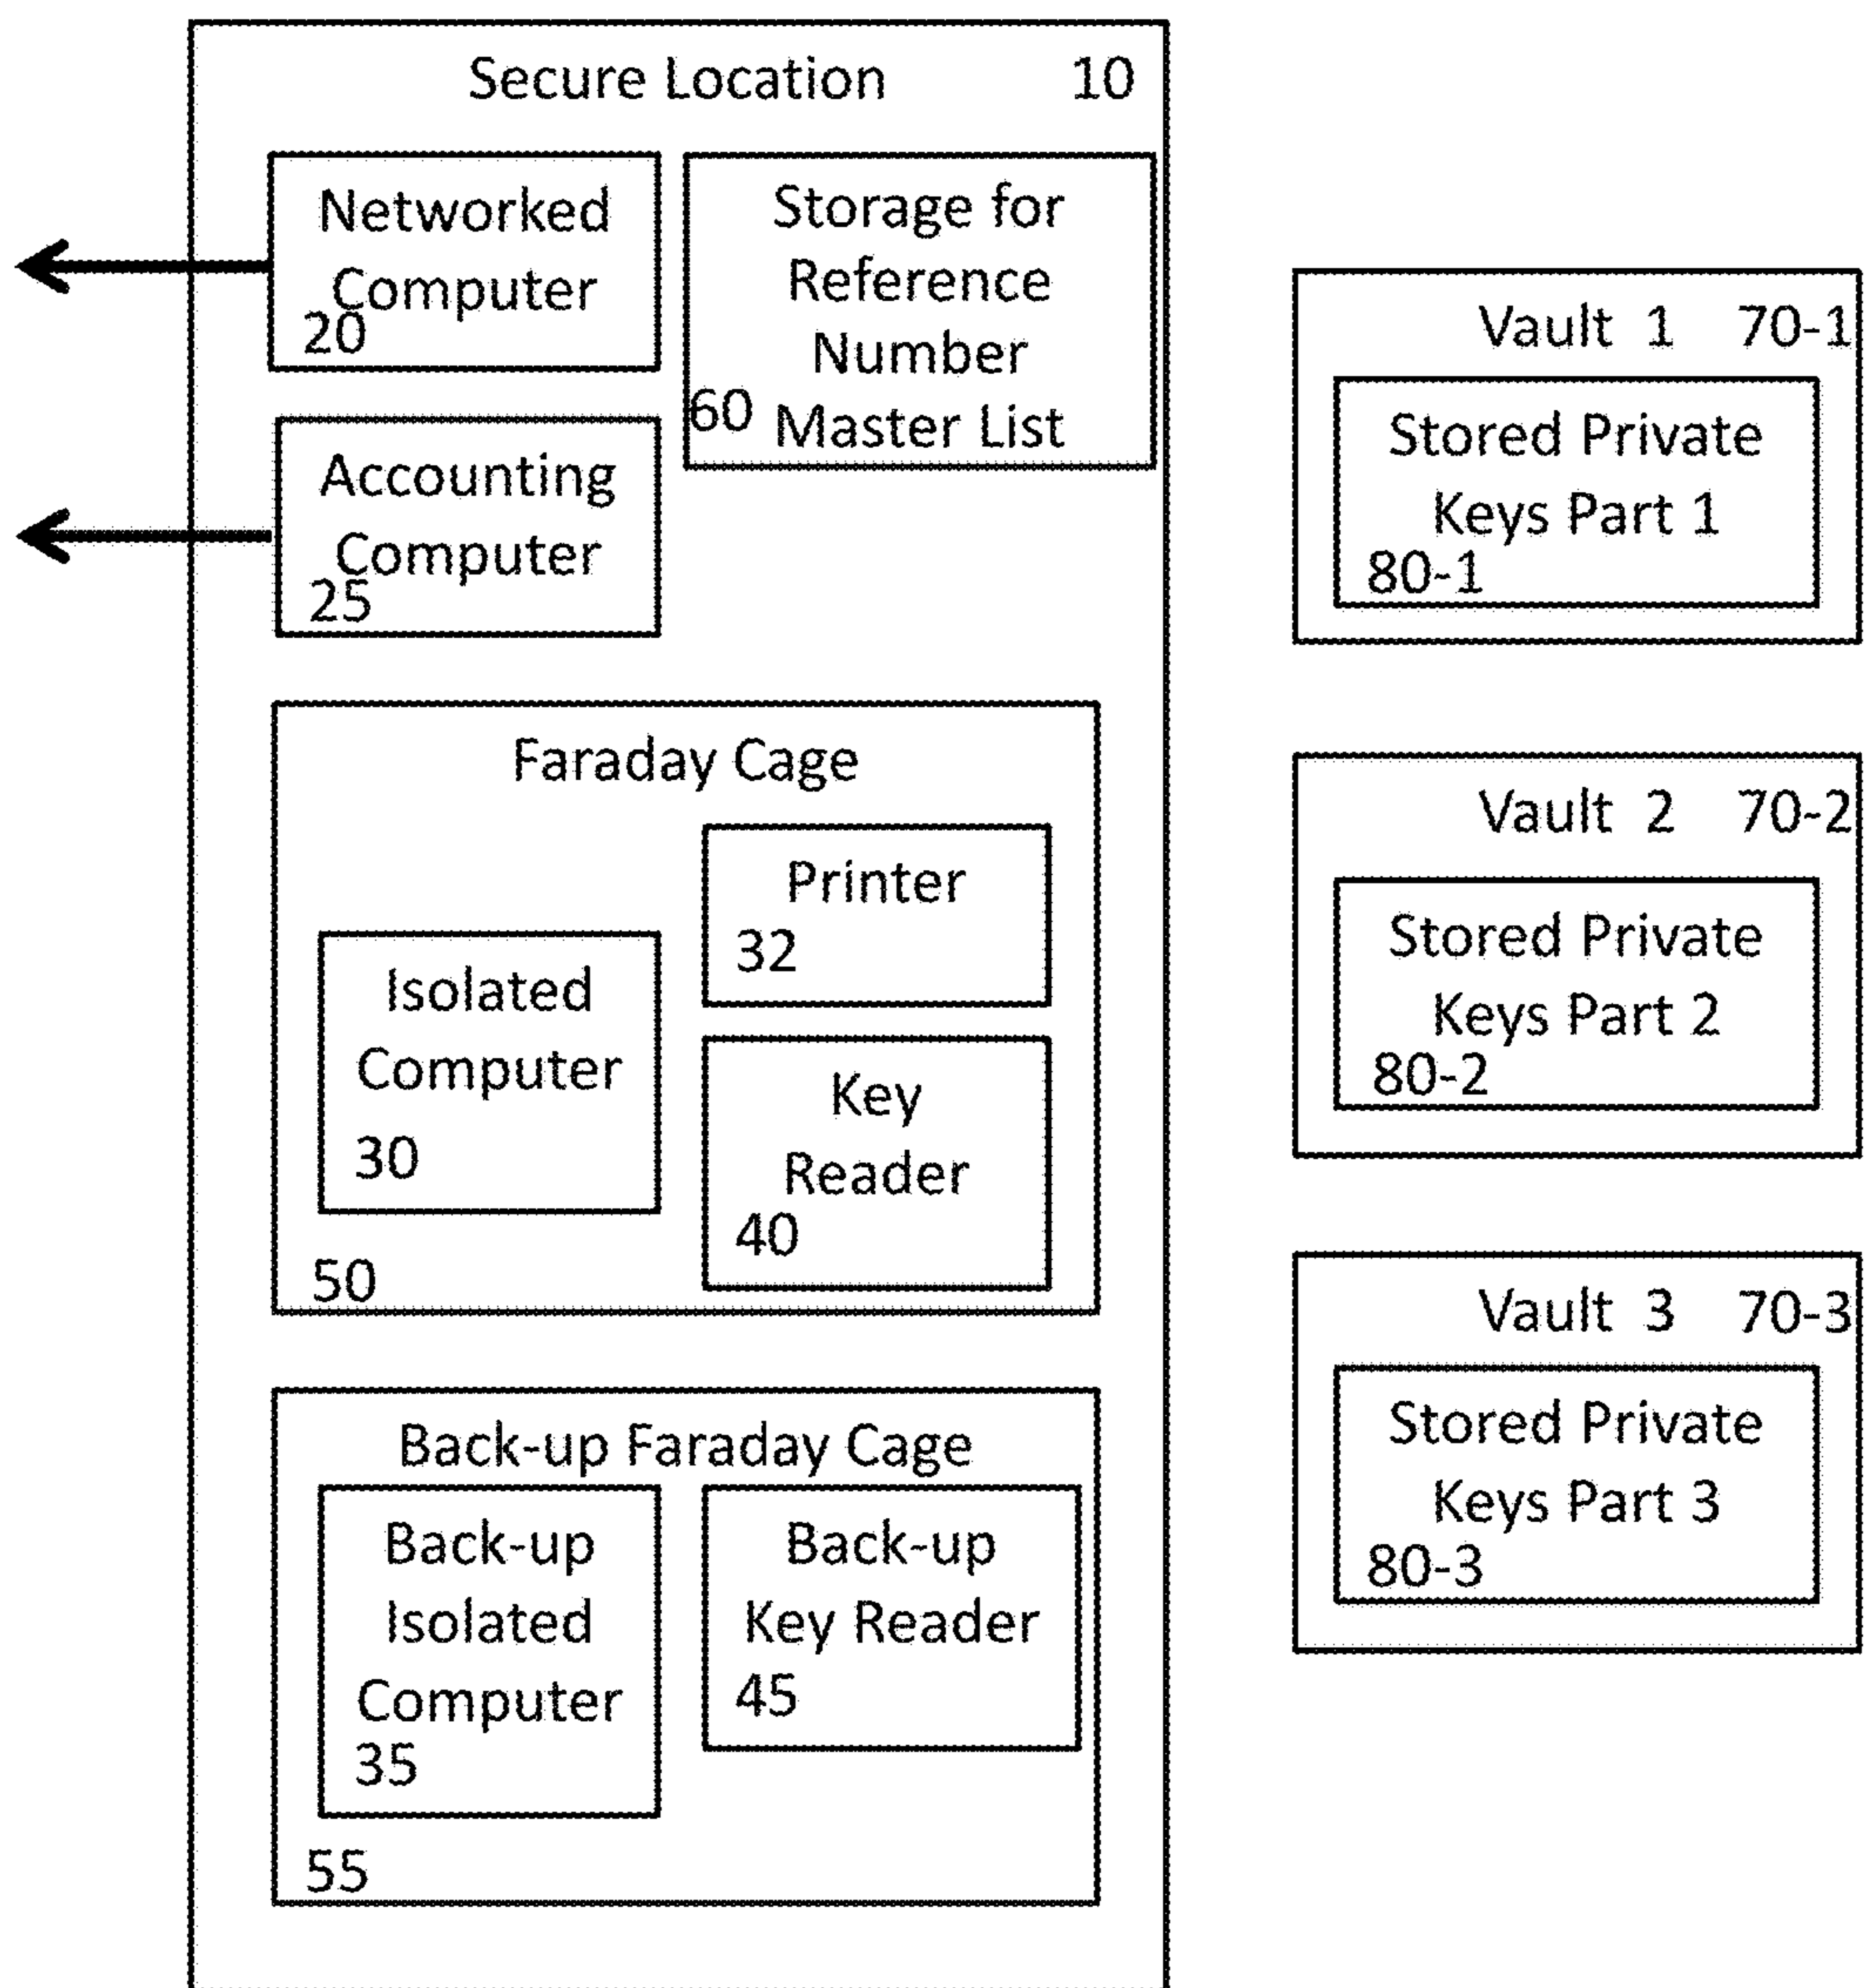 Secure Location 10
Networked
Computer
20
Storage for
Reference
Number
Master List
60
Accounting
Computer
25
Faraday Cage
Printer
32
Isolated
Computer
30
Key
Reader
40
50
Back-up Faraday Cage
Back-up
Isolated
Computer
35
Back-up
Key Reader
45
55
Vault 1 70-1
Stored Private
Keys Part 1
80-1
Vault 2 70-2
Stored Private
Keys Part 2
80-2
Vault 3 70-3
Stored Private
Keys Part 3
80-3